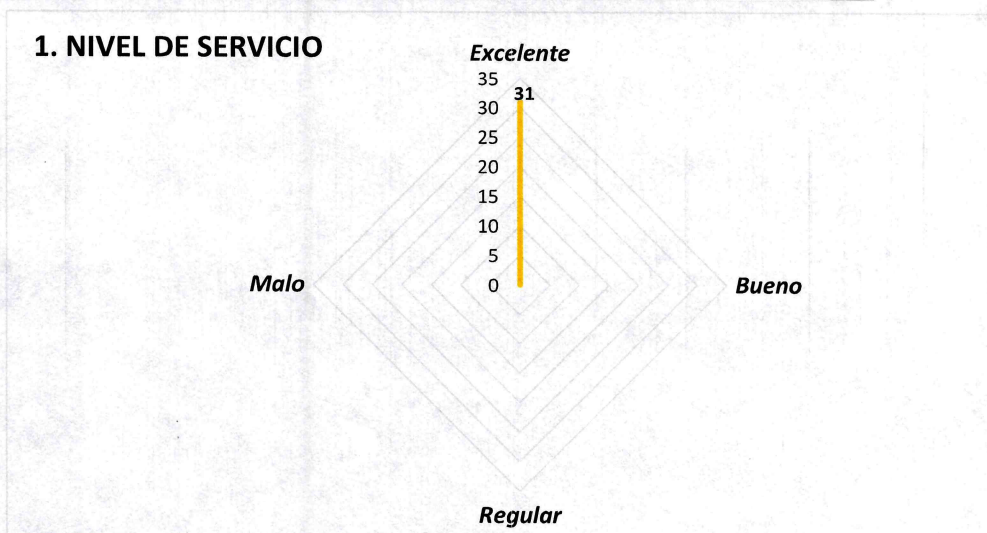 1. NIVEL DE SERVICIO
Excelente
35
31
30
25
20
15
10
5
0
Malo
Bueno
Regular